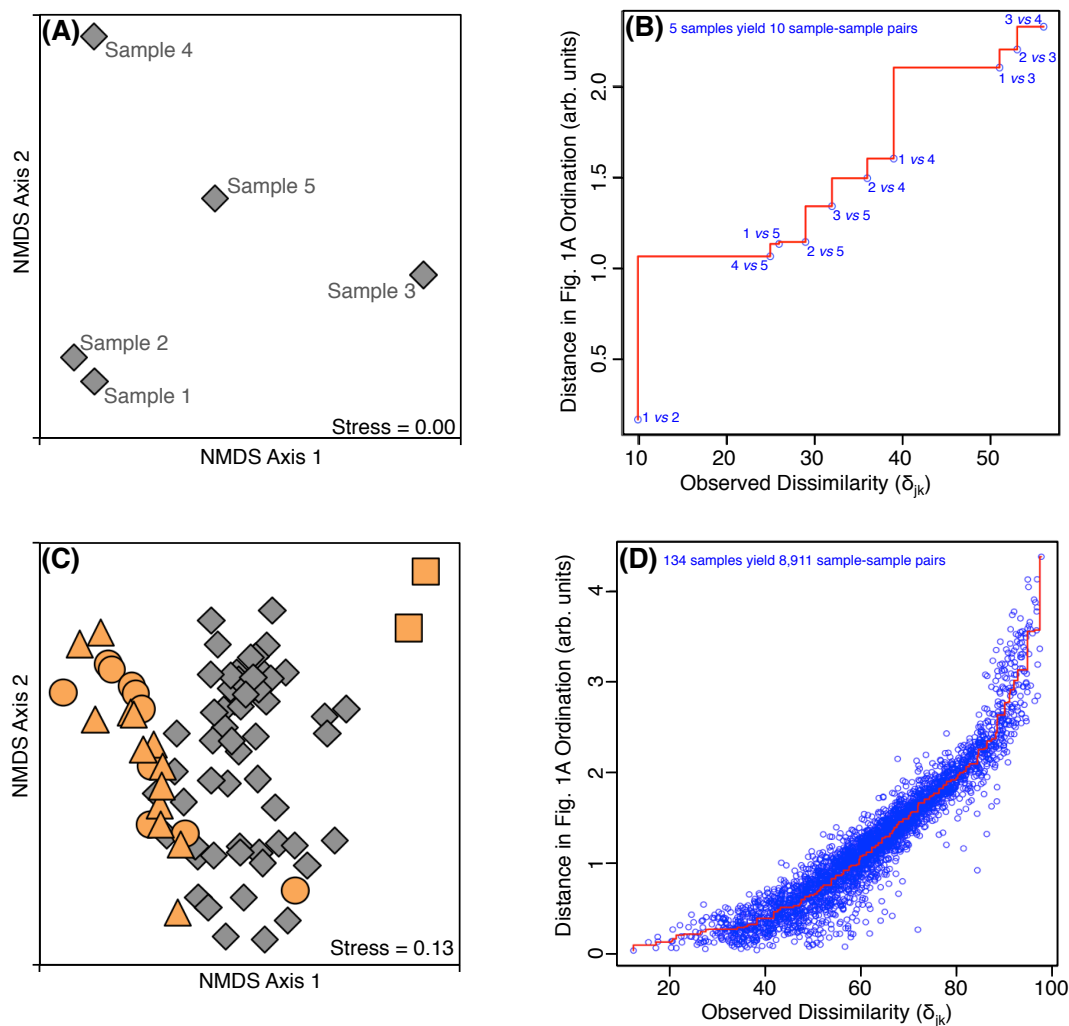 (A)
Sample 4
Sample 5
Sample 3
Sample 2
Sample 1
Stress = 0.00
NMDS Axis 2
NMDS Axis 1
(B)
5 samples yield 10 sample-sample pairs
3 vs 4
2 vs 3
1 vs 3
1 vs 4
2 vs 4
3 vs 5
1 vs 5
2 vs 5
4 vs 5
1 vs 2
2.0
1.5
1.0
0.5
10 20 30 40 50
Distance in Fig. 1A Ordination (arb. units)
Observed Dissimilarity (δjk)
(C)
Stress = 0.13
NMDS Axis 2
NMDS Axis 1
(D)
134 samples yield 8,911 sample-sample pairs
4
3
2
1
0
20 40 60 80 100
Distance in Fig. 1A Ordination (arb. units)
Observed Dissimilarity (δjk)